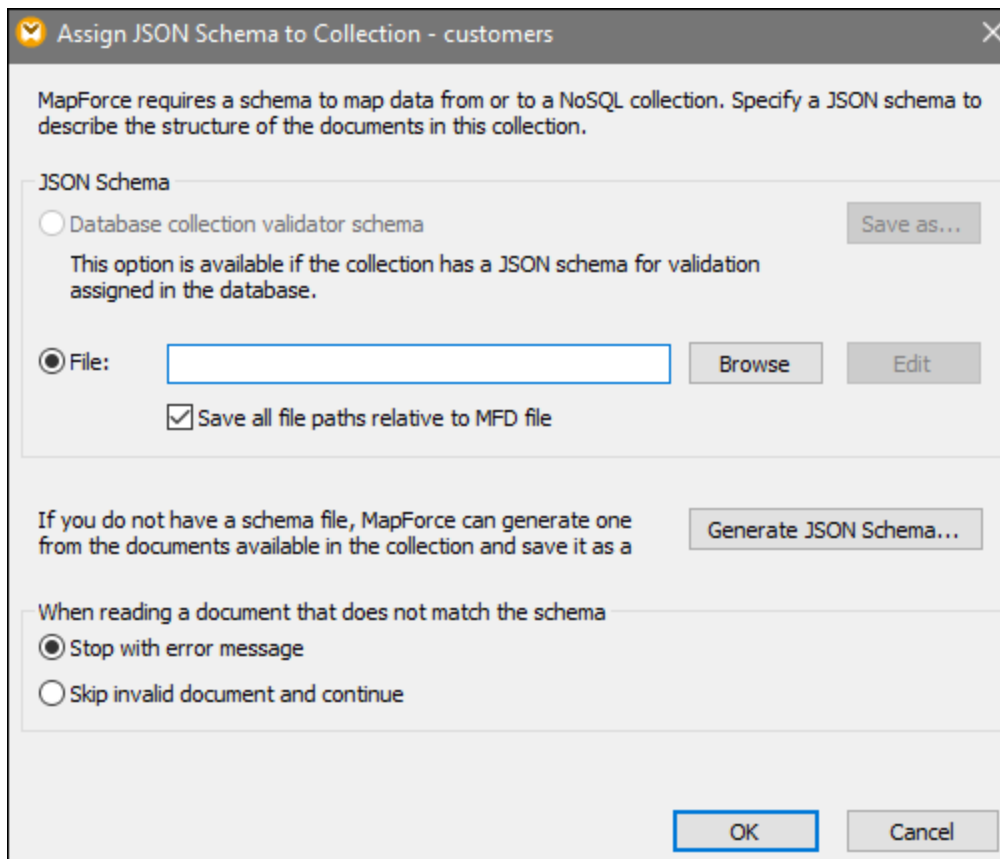 Assign JSON Schema to Collection - customers
MapForce requires a schema to map data from or to a NoSQL collection. Specify a JSON schema to
describe the structure of the documents in this collection.
JSON Schema
Database collection validator schema
Save as...
This option is available if the collection has a JSON schema for validation
assigned in the database.
File:
Browse
Edit
Save all file paths relative to MFD file
If you do not have a schema file, MapForce can generate one
from the documents available in the collection and save it as a
Generate JSON Schema...
When reading a document that does not match the schema
Stop with error message
Skip invalid document and continue
OK
Cancel